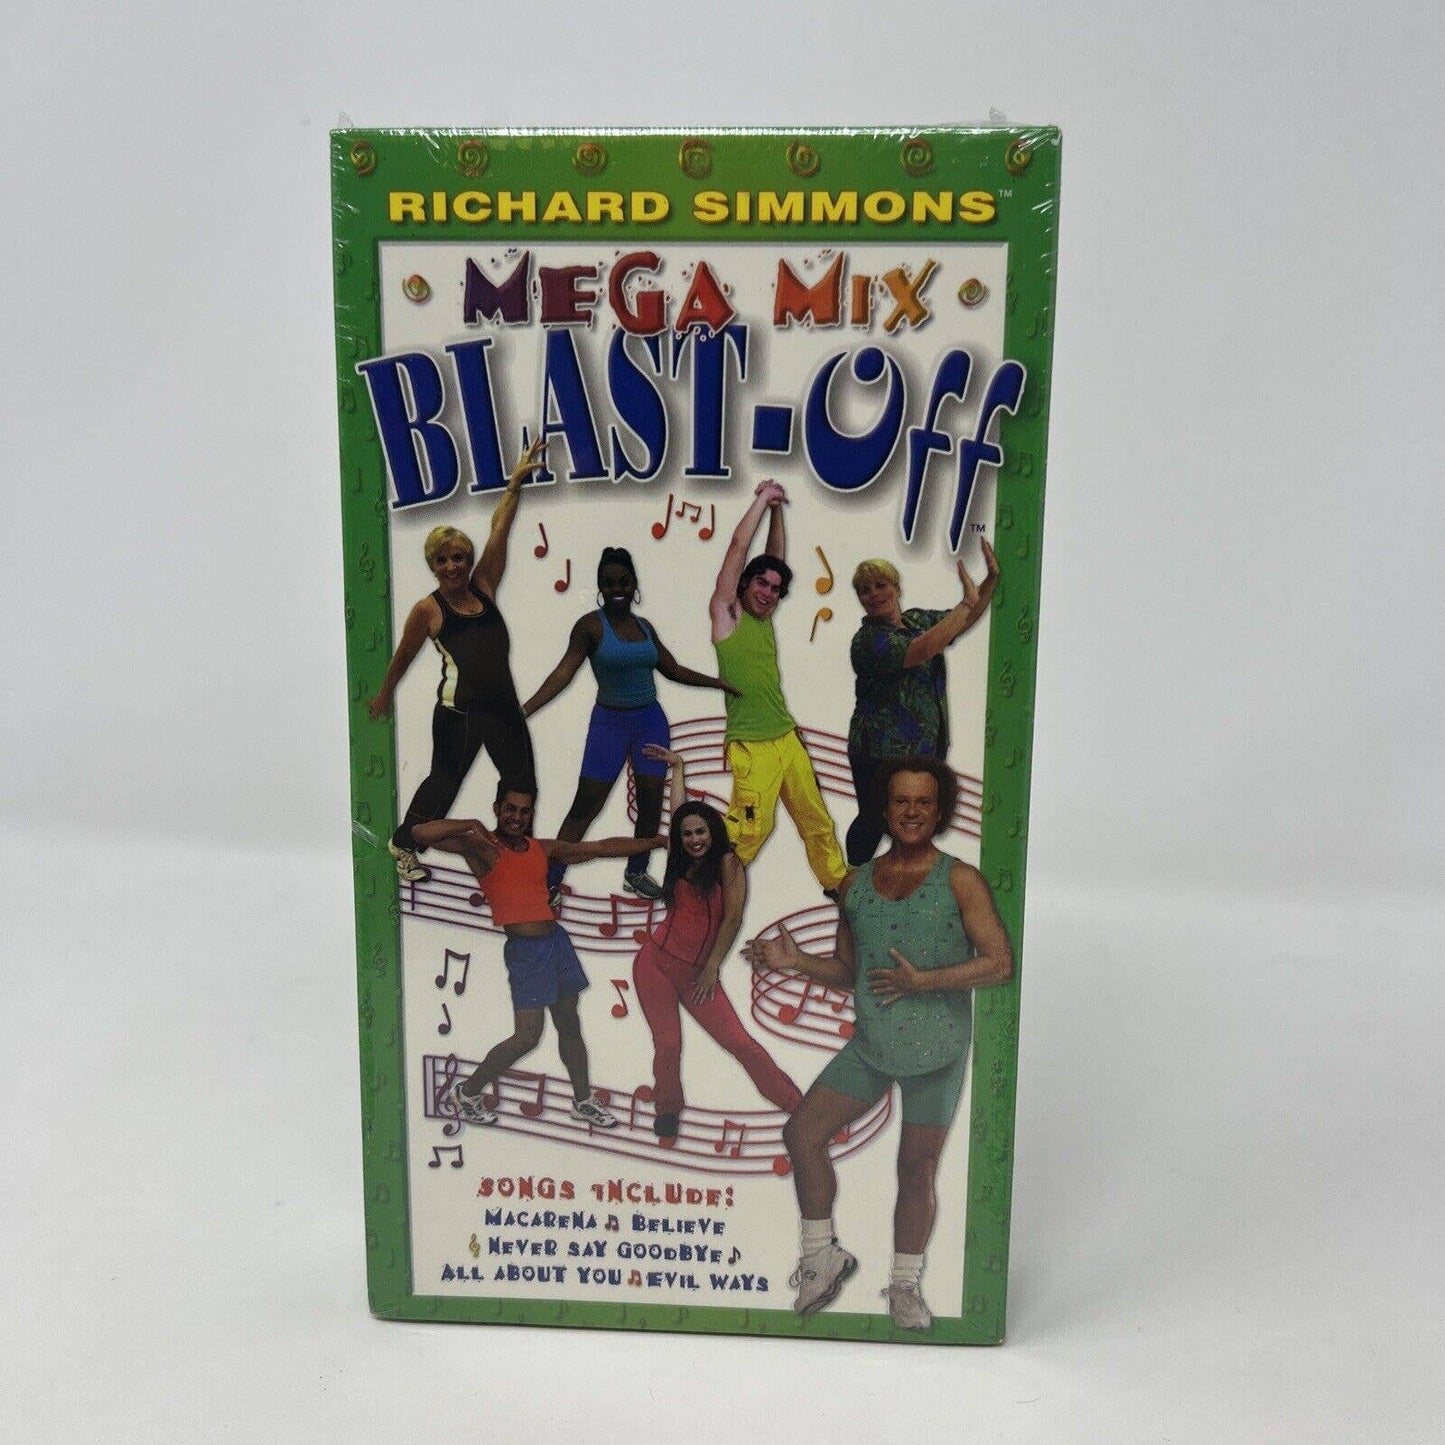 RICHARD SIMMONS™
MEGA MIX
BLAST-Off™
SONGS INCLUDE:
MACARENA BELIEVE
NEVER SAY GOODBYE
ALL ABOUT YOU EVIL WAYS